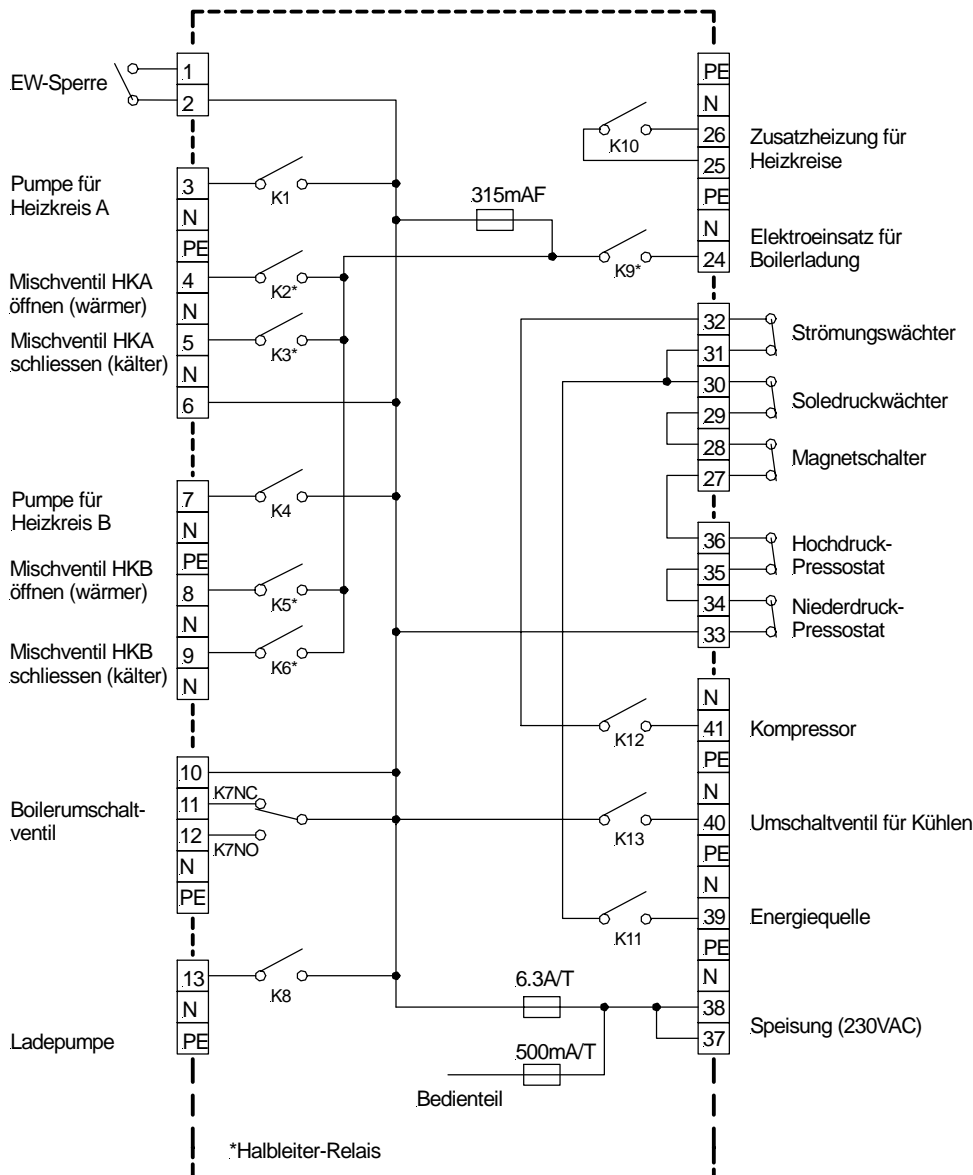 EW-Sperre
1
2
Pumpe für
Heizkreis A
3
N
PE
K1
Mischventil HKA
öffnen (wärmer)
4
N
K2*
Mischventil HKA
schliessen (kälter)
5
N
6
K3*
Pumpe für
Heizkreis B
7
N
PE
K4
Mischventil HKB
öffnen (wärmer)
8
N
K5*
Mischventil HKB
schliessen (kälter)
9
N
K6*
Boilerumschalt-
ventil
10
11
12
N
PE
K7NC
K7NO
Ladepumpe
13
N
PE
K8
315mAF
6.3A/T
500mA/T
Bedienteil
PE
N
26
25
K10
Zusatzheizung für
Heizkreise
PE
N
24
K9*
Elektroeinsatz für
Boilerladung
32
31
Strömungswächter
30
29
Soledruckwächter
28
27
Magnetschalter
36
35
Hochdruck-
Pressostat
34
33
Niederdruck-
Pressostat
N
41
PE
K12
Kompressor
N
40
PE
K13
Umschaltventil für Kühlen
N
39
PE
K11
Energiequelle
N
38
37
Speisung (230VAC)
*Halbleiter-Relais